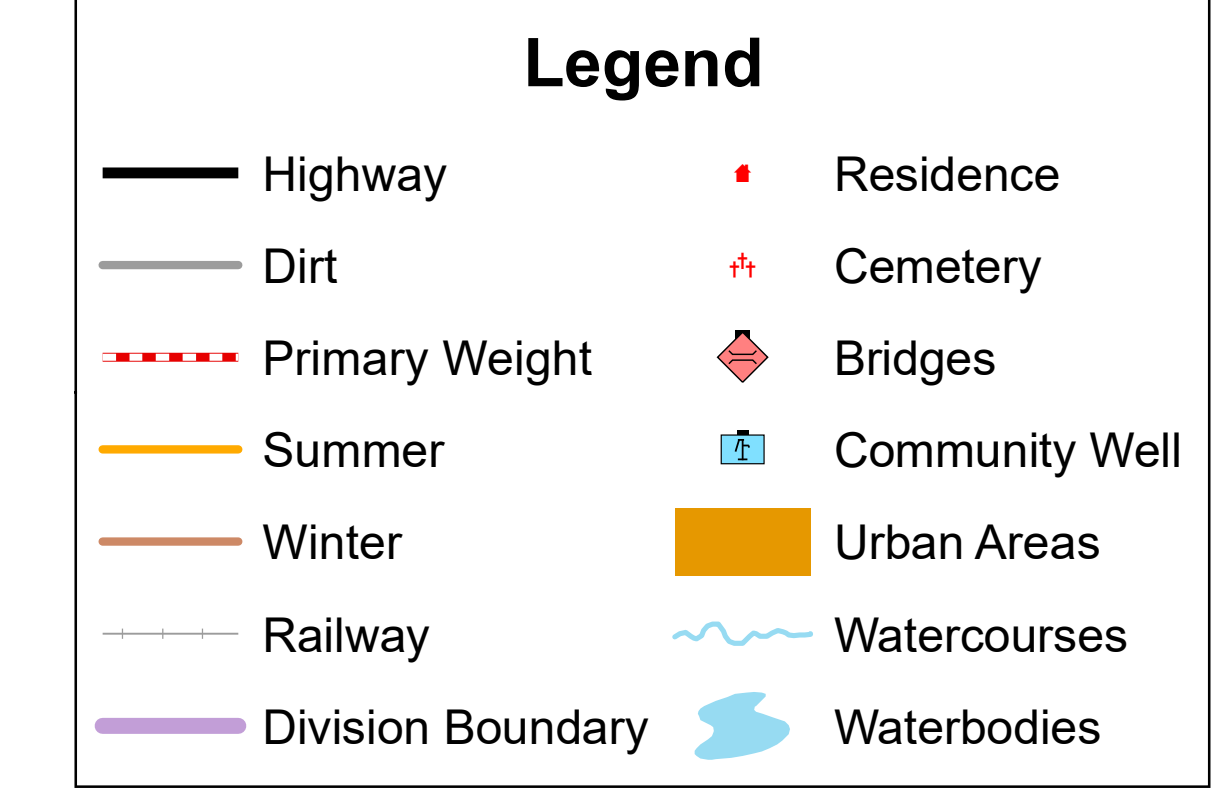 Legend
Highway
Dirt
Primary Weight
Summer
Winter
Railway
Division Boundary
Residence
Cemetery
Bridges
Community Well
Urban Areas
Watercourses
Waterbodies